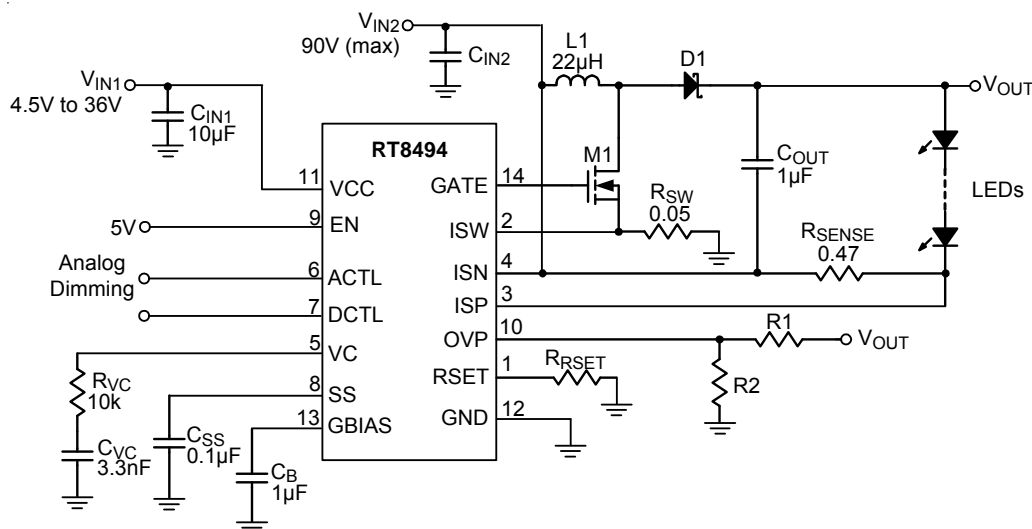 VIN2
90V (max)
CIN2
L1
22µH
D1
VOUT
VIN1
4.5V to 36V
CIN1
10µF
RT8494
M1
COUT
1µF
LEDs
11
VCC
GATE
14
RSW
0.05
5V
9
EN
ISW
2
RSENSE
0.47
Analog
Dimming
6
ACTL
ISN
4
7
DCTL
ISP
3
5
VC
OVP
10
R1
VOUT
R2
RVC
10k
8
SS
RSET
1
RRSET
13
GBIAS
GND
12
CVC
3.3nF
CSS
0.1µF
CB
1µF